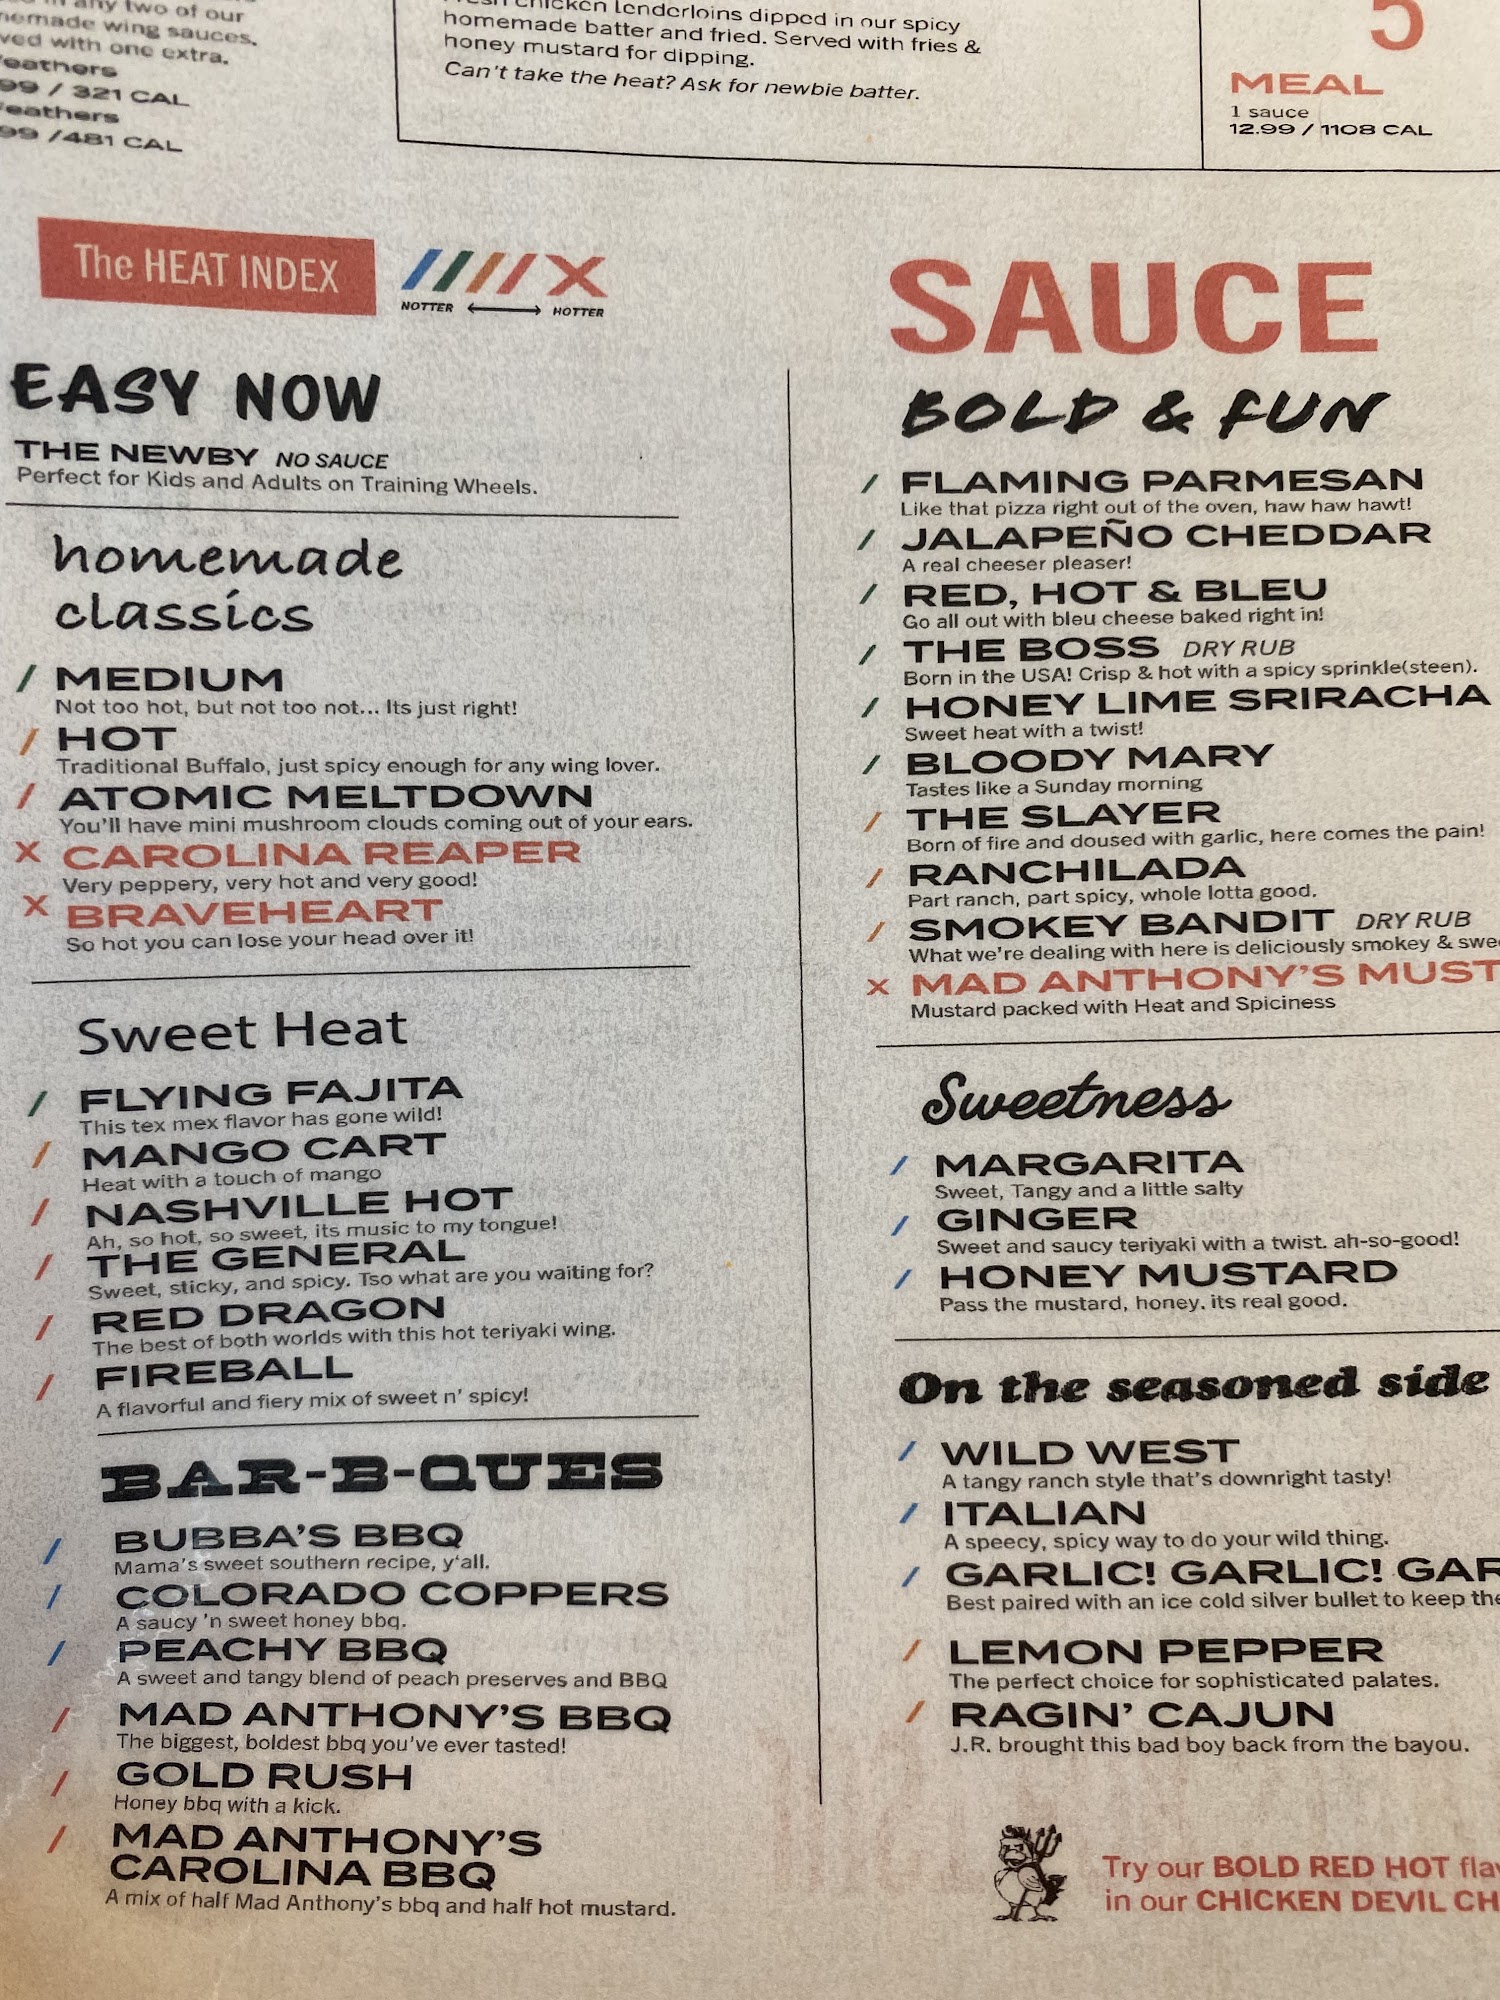 any two of our
wing sauces.
with one extra.
99 / 321 CAL
99 / 481 CAL
chicken tenderloins dipped in our spicy
homemade batter and fried. Served with fries &
honey mustard for dipping.
Can't take the heat? Ask for newbie batter.
5
MEAL
1 sauce
12.99 / 1108 CAL
The HEAT INDEX
NOTTER HOTTER
EASY NOW
THE NEWBY NO SAUCE
Perfect for Kids and Adults on Training Wheels.
homemade
classics
/ MEDIUM
Not too hot, but not too not... Its just right!
/ HOT
Traditional Buffalo, just spicy enough for any wing lover.
/ ATOMIC MELTDOWN
You'll have mini mushroom clouds coming out of your ears.
X CAROLINA REAPER
Very peppery, very hot and very good!
X BRAVEHEART
So hot you can lose your head over it!
Sweet Heat
/ FLYING FAJITA
This tex mex flavor has gone wild!
/ MANGO CART
Heat with a touch of mango
/ NASHVILLE HOT
Ah, so hot, so sweet, its music to my tongue!
/ THE GENERAL
Sweet, sticky, and spicy. Tso what are you waiting for?
/ RED DRAGON
The best of both worlds with this hot teriyaki wing.
/ FIREBALL
A flavorful and fiery mix of sweet n' spicy!
BAR-B-QUES
/ BUBBA'S BBQ
Mama's sweet southern recipe, y'all.
/ COLORADO COPPERS
A saucy 'n sweet honey bbq.
/ PEACHY BBQ
A sweet and tangy blend of peach preserves and BBQ
/ MAD ANTHONY'S BBQ
The biggest, boldest bbq you've ever tasted!
/ GOLD RUSH
Honey bbq with a kick.
/ MAD ANTHONY'S
CAROLINA BBQ
A mix of half Mad Anthony's bbq and half hot mustard.
SAUCE
BOLD & FUN
/ FLAMING PARMESAN
Like that pizza right out of the oven, haw haw hawt!
/ JALAPEÑO CHEDDAR
A real cheeser pleaser!
/ RED, HOT & BLEU
Go all out with bleu cheese baked right in!
/ THE BOSS DRY RUB
Born in the USA! Crisp & hot with a spicy sprinkle(steen).
/ HONEY LIME SRIRACHA
Sweet heat with a twist!
/ BLOODY MARY
Tastes like a Sunday morning
/ THE SLAYER
Born of fire and doused with garlic, here comes the pain!
/ RANCHILADA
Part ranch, part spicy, whole lotta good.
/ SMOKEY BANDIT DRY RUB
What we're dealing with here is deliciously smokey &
X MAD ANTHONY'S
Mustard packed with Heat and Spiciness
Sweetness
/ MARGARITA
Sweet, Tangy and a little salty
/ GINGER
Sweet and saucy teriyaki with a twist. ah-so-good!
/ HONEY MUSTARD
Pass the mustard, honey, its real good.
On the seasoned side
/ WILD WEST
A tangy ranch style that's downright tasty!
/ ITALIAN
A speecy, spicy way to do your wild thing.
/ GARLIC! GARLIC!
Best paired with an ice cold silver bullet to keep
/ LEMON PEPPER
The perfect choice for sophisticated palates.
/ RAGIN' CAJUN
J.R. brought this bad boy back from the bayou.
Try our BOLD RED HOT
in our CHICKEN DEVIL